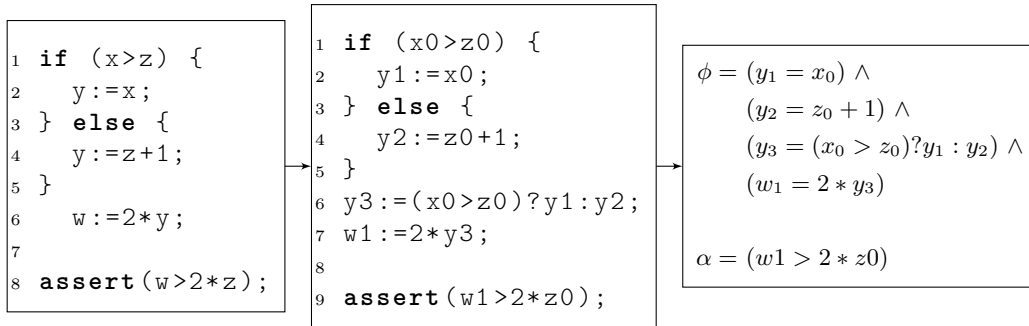 1 if (x>z) {
2 y:=x;
3 } else {
4 y:=z+1;
5 }
6 w:=2*y;
7
8 assert(w>2*z);
1 if (x0>z0) {
2 y1:=x0;
3 } else {
4 y2:=z0+1;
5 }
6 y3:=(x0>z0)?y1:y2;
7 w1:=2*y3;
8
9 assert(w1>2*z0);
ϕ = (y₁ = x₀) ∧
(y₂ = z₀ + 1) ∧
(y₃ = (x₀ > z₀)?y₁ : y₂) ∧
(w₁ = 2 ∗ y₃)
α = (w1 > 2 ∗ z0)